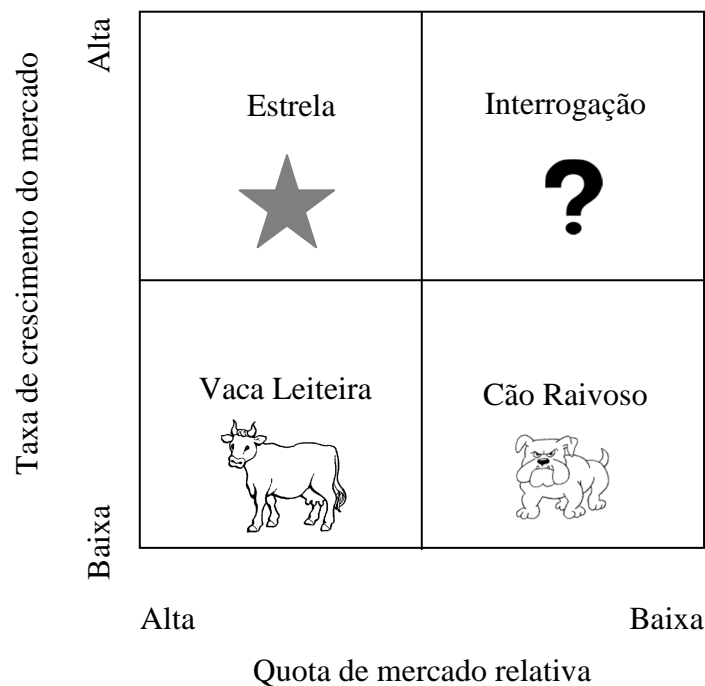 Taxa de crescimento do mercado
Alta
Baixa
Estrela
Interrogação
?
Vaca Leiteira
Cão Raivoso
Alta
Baixa
Quota de mercado relativa